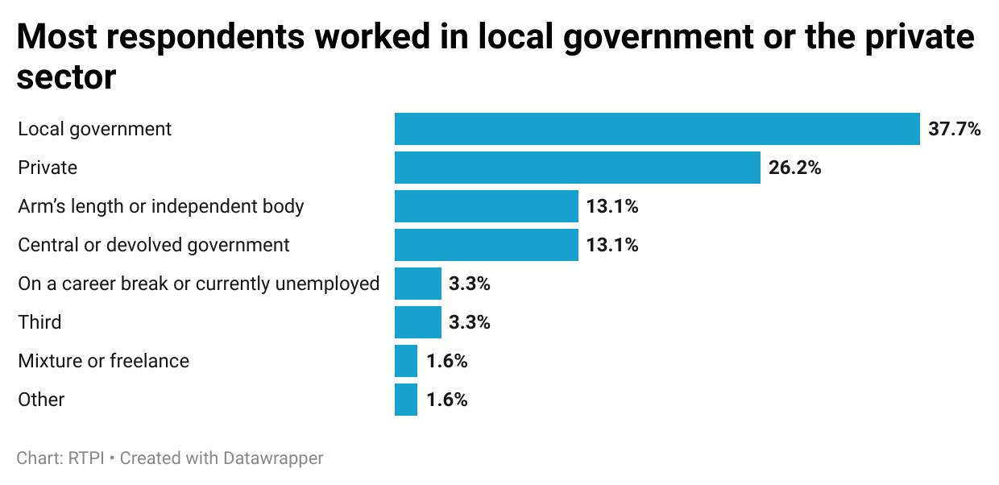 Most respondents worked in local government or the private
sector
Local government 37.7%
Private 26.2%
Arm’s length or independent body 13.1%
Central or devolved government 13.1%
On a career break or currently unemployed 3.3%
Third 3.3%
Mixture or freelance 1.6%
Other 1.6%
Chart: RTPI • Created with Datawrapper